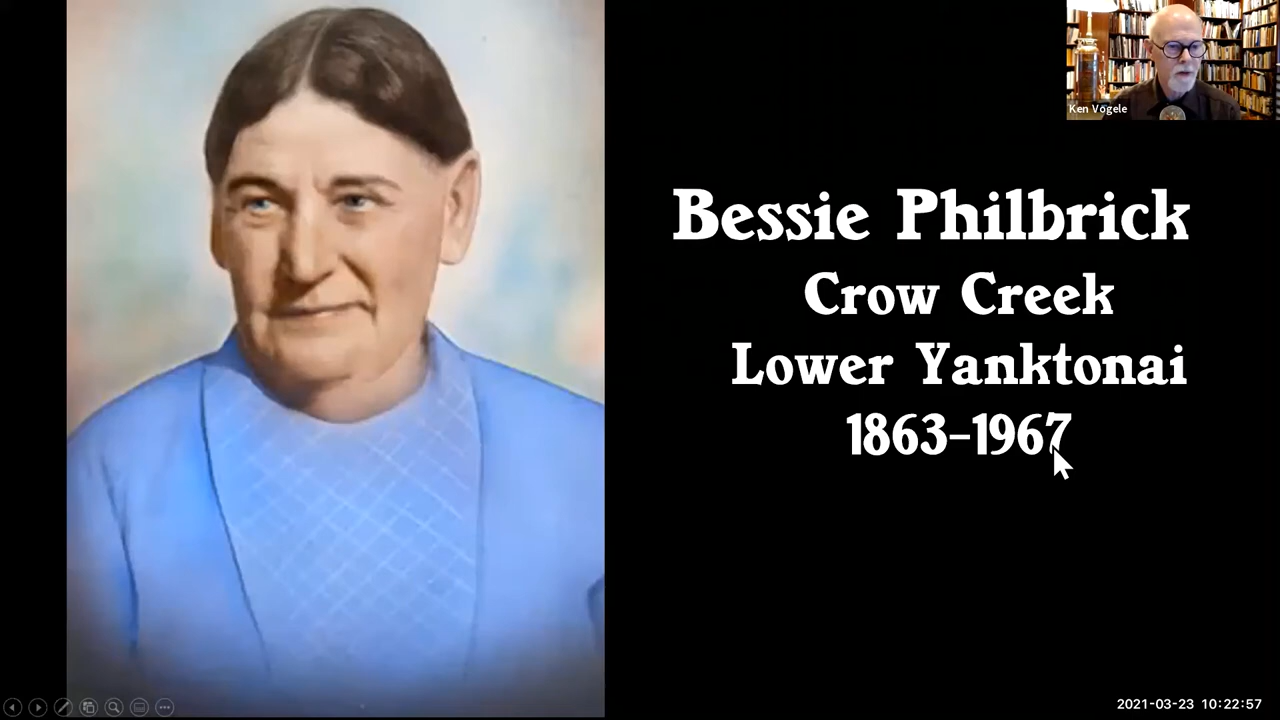 Ken Vogele
Bessie Philbrick
Crow Creek
Lower Yanktonai
1863-1967
2021-03-23 10:22:57